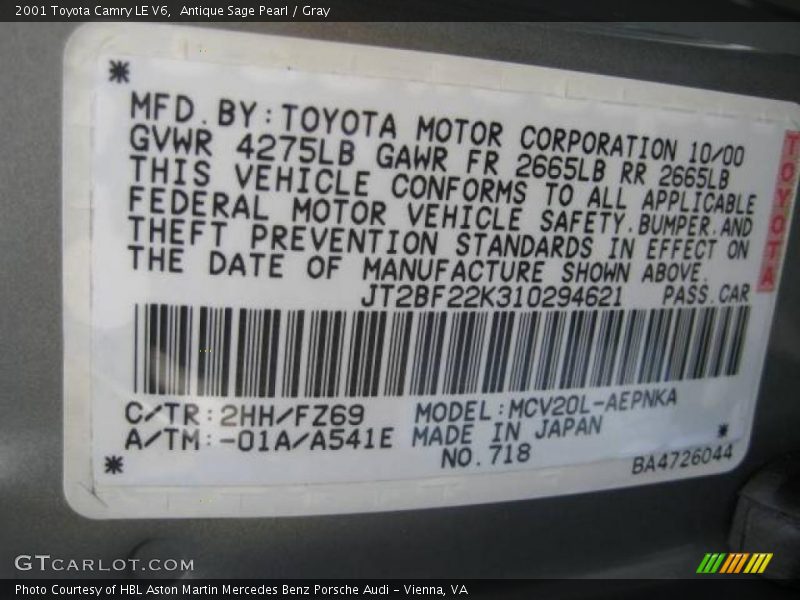 2001 Toyota Camry LE V6,  Antique Sage Pearl / Gray
MFD.BY:TOYOTA MOTOR CORPORATION 10/00
GVWR 4275LB GAWR FR 2665LB RR 2665LB
THIS VEHICLE CONFORMS TO ALL APPLICABLE
FEDERAL MOTOR VEHICLE SAFETY.BUMPER.AND
THEFT PREVENTION STANDARDS IN EFFECT ON
THE DATE OF MANUFACTURE SHOWN ABOVE.
JT2BF22K310294621 PASS.CAR
TOYOTA
C/TR:2HH/FZ69 MODEL:MCV20L-AEPNKA
A/TM:-01A/A541E MADE IN JAPAN
NO.718
BA4726044
GTCARLOT.COM
Photo Courtesy of HBL Aston Martin Mercedes Benz Porsche Audi - Vienna, VA